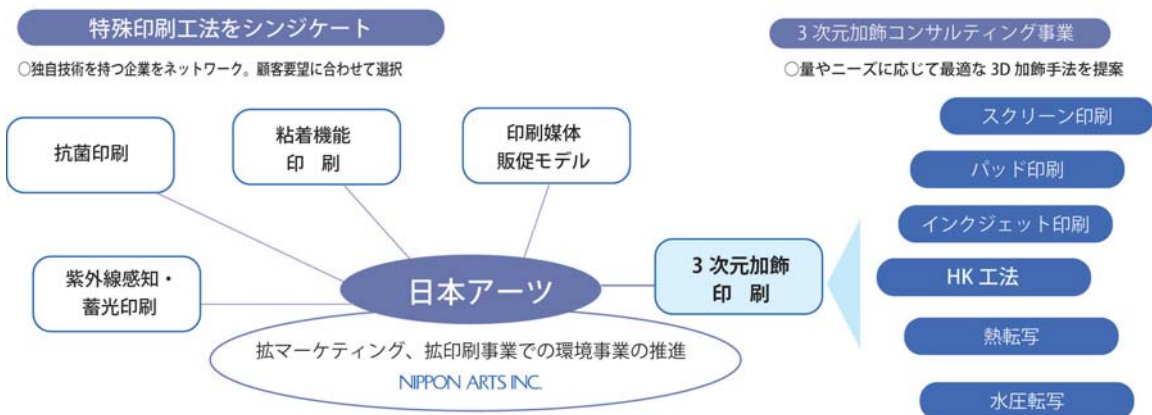 特殊印刷工法をシンジケート
○独自技術を持つ企業をネットワーク。顧客要望に合わせて選択
抗菌印刷
粘着機能
印 刷
印刷媒体
販促モデル
紫外線感知・
蓄光印刷
日本アーツ
3 次元加飾
印 刷
拡マーケティング、拡印刷事業での環境事業の推進
NIPPON ARTS INC.
3 次元加飾コンサルティング事業
○量やニーズに応じて最適な 3D 加飾手法を提案
スクリーン印刷
パッド印刷
インクジェット印刷
HK 工法
熱転写
水圧転写